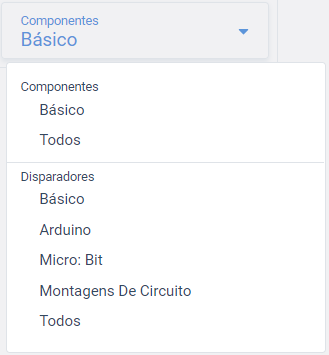 Componentes
Básico
Componentes
Básico
Todos
Disparadores
Básico
Arduino
Micro: Bit
Montagens De Circuito
Todos